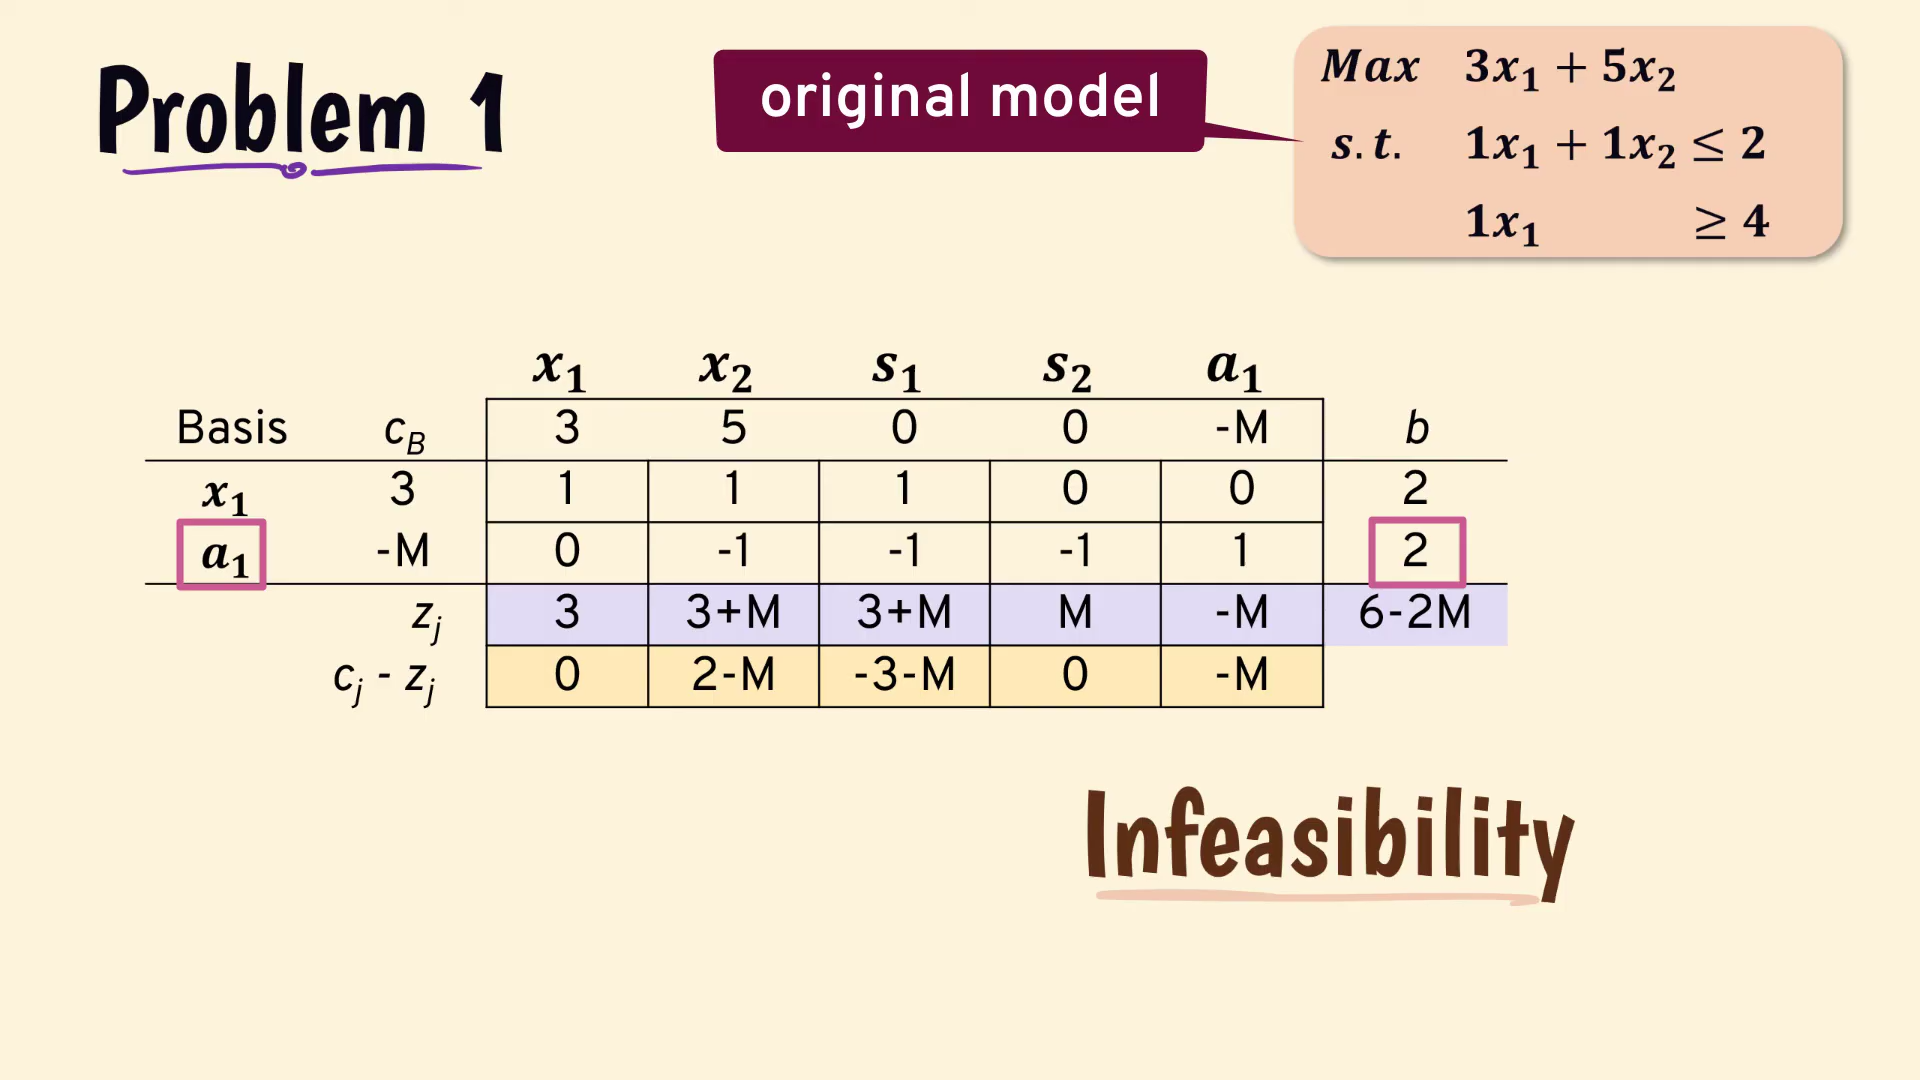 Problem 1
original model
Max 3x₁ + 5x₂
s.t. 1x₁ + 1x₂ ≤ 2
1x₁ ≥ 4
x₁ x₂ s₁ s₂ a₁
Basis c_B 3 5 0 0 -M b
x₁ 3 1 1 1 0 0 2
a₁ -M 0 -1 -1 -1 1 2
z_j 3 3+M 3+M M -M 6-2M
c_j - z_j 0 2-M -3-M 0 -M
Infeasibility